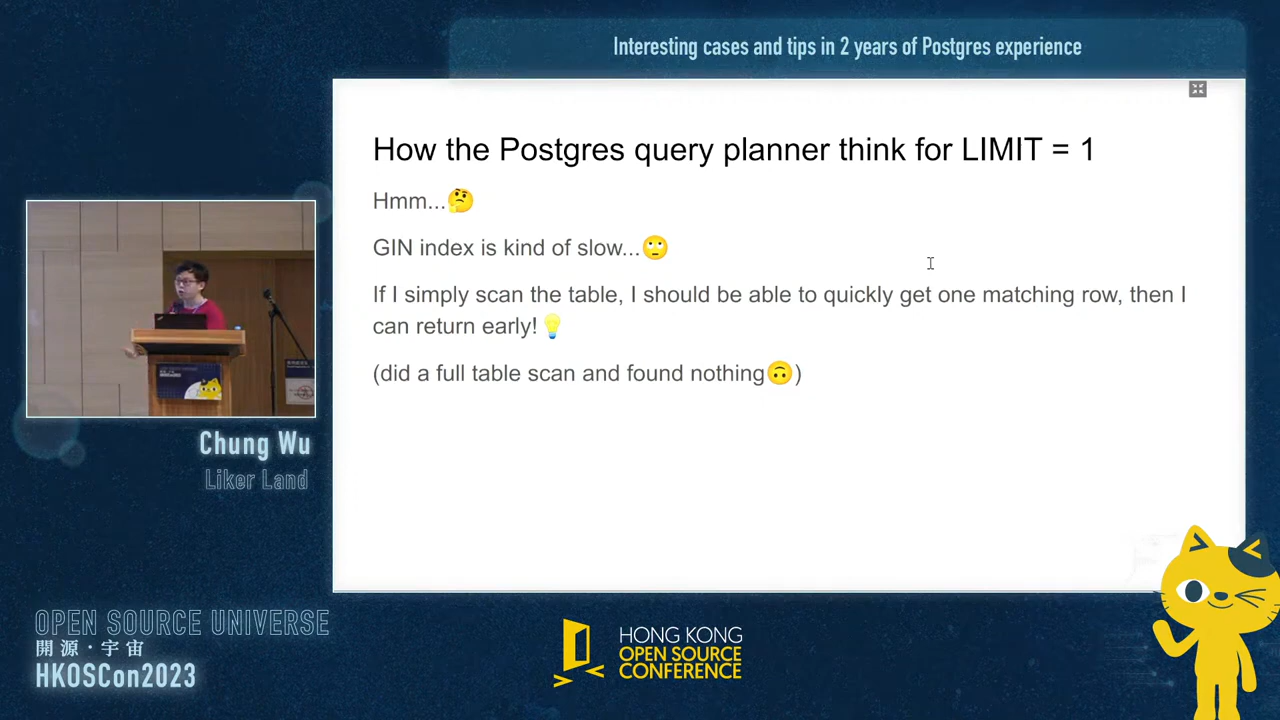 Interesting cases and tips in 2 years of Postgres experience
How the Postgres query planner think for LIMIT = 1
Hmm...🤔
GIN index is kind of slow...🙄
If I simply scan the table, I should be able to quickly get one matching row, then I
can return early!💡
(did a full table scan and found nothing🙃)
Chung Wu
Liker Land
OPEN SOURCE UNIVERSE
開源·宇宙
HKOSCon2023
HONG KONG
OPEN SOURCE
CONFERENCE